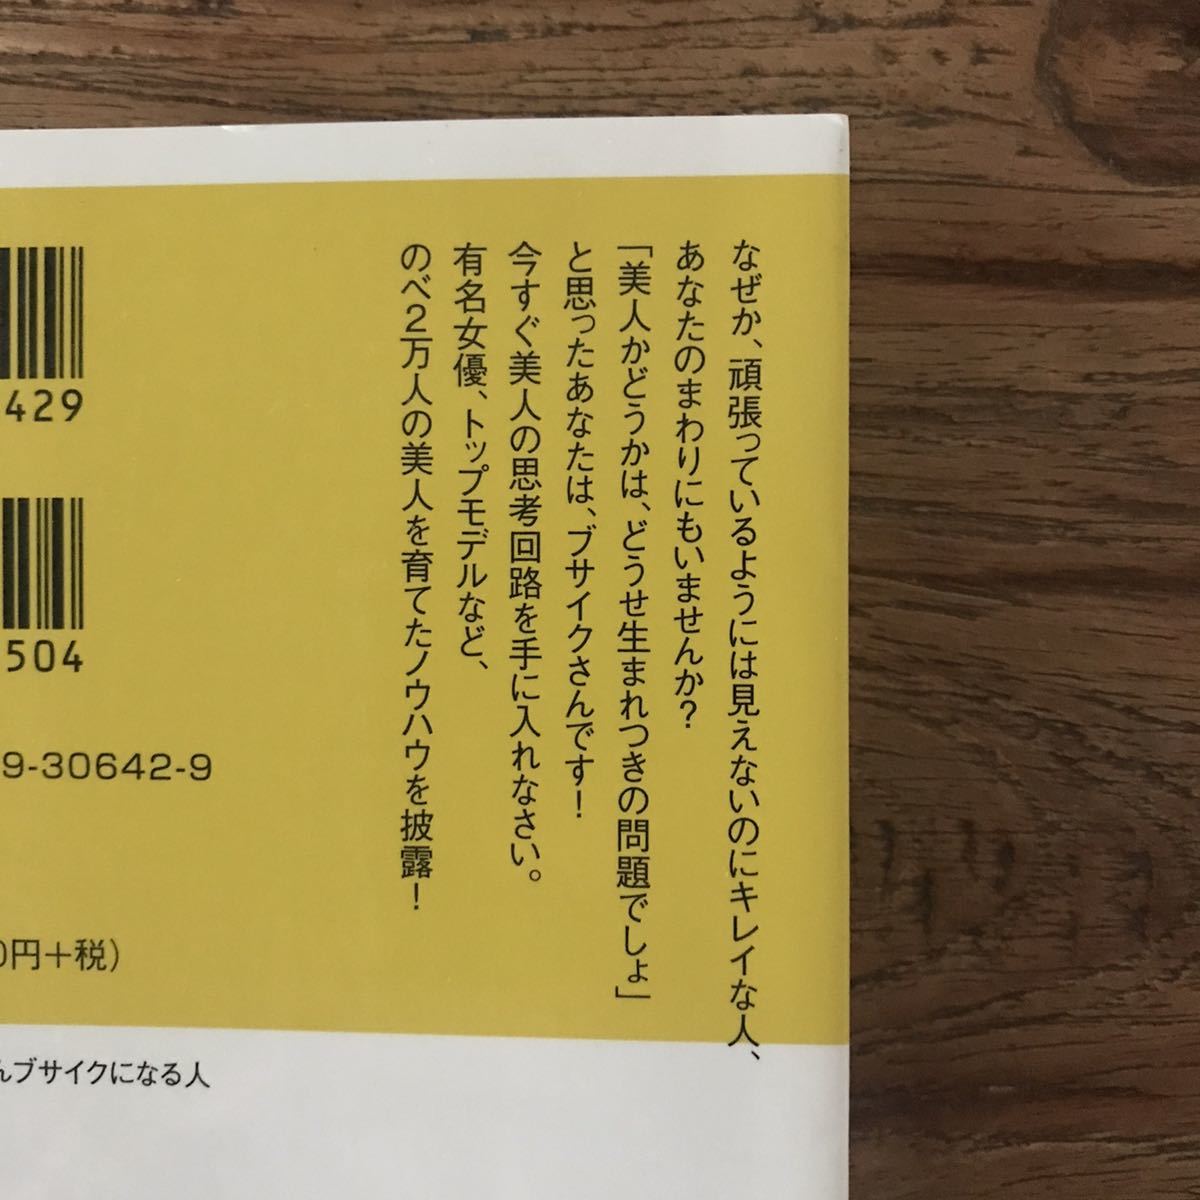 なぜか、頑張っているようには見えないのにキレイな人、
あなたのまわりにもいませんか？
「美人かどうかは、どうせ生まれつきの問題でしょ」
と思ったあなたは、ブサイクさんです！
今すぐ美人の思考回路を手に入れなさい。
有名女優、トップモデルなど、
のべ2万人の美人を育てたノウハウを披露！
429
504
9-30642-9
0円＋税）
んブサイクになる人